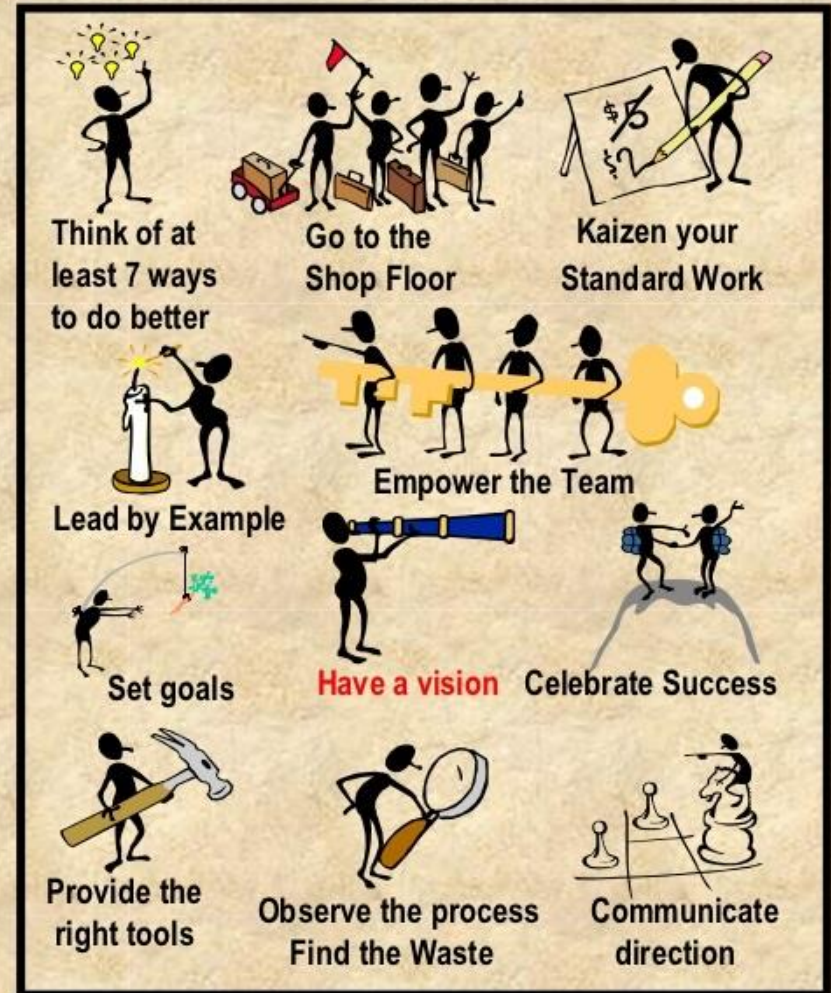 Think of at
least 7 ways
to do better
Go to the
Shop Floor
$5
$2
Kaizen your
Standard Work
Lead by Example
Empower the Team
Set goals
Have a vision
Celebrate Success
Provide the
right tools
Observe the process
Find the Waste
Communicate
direction